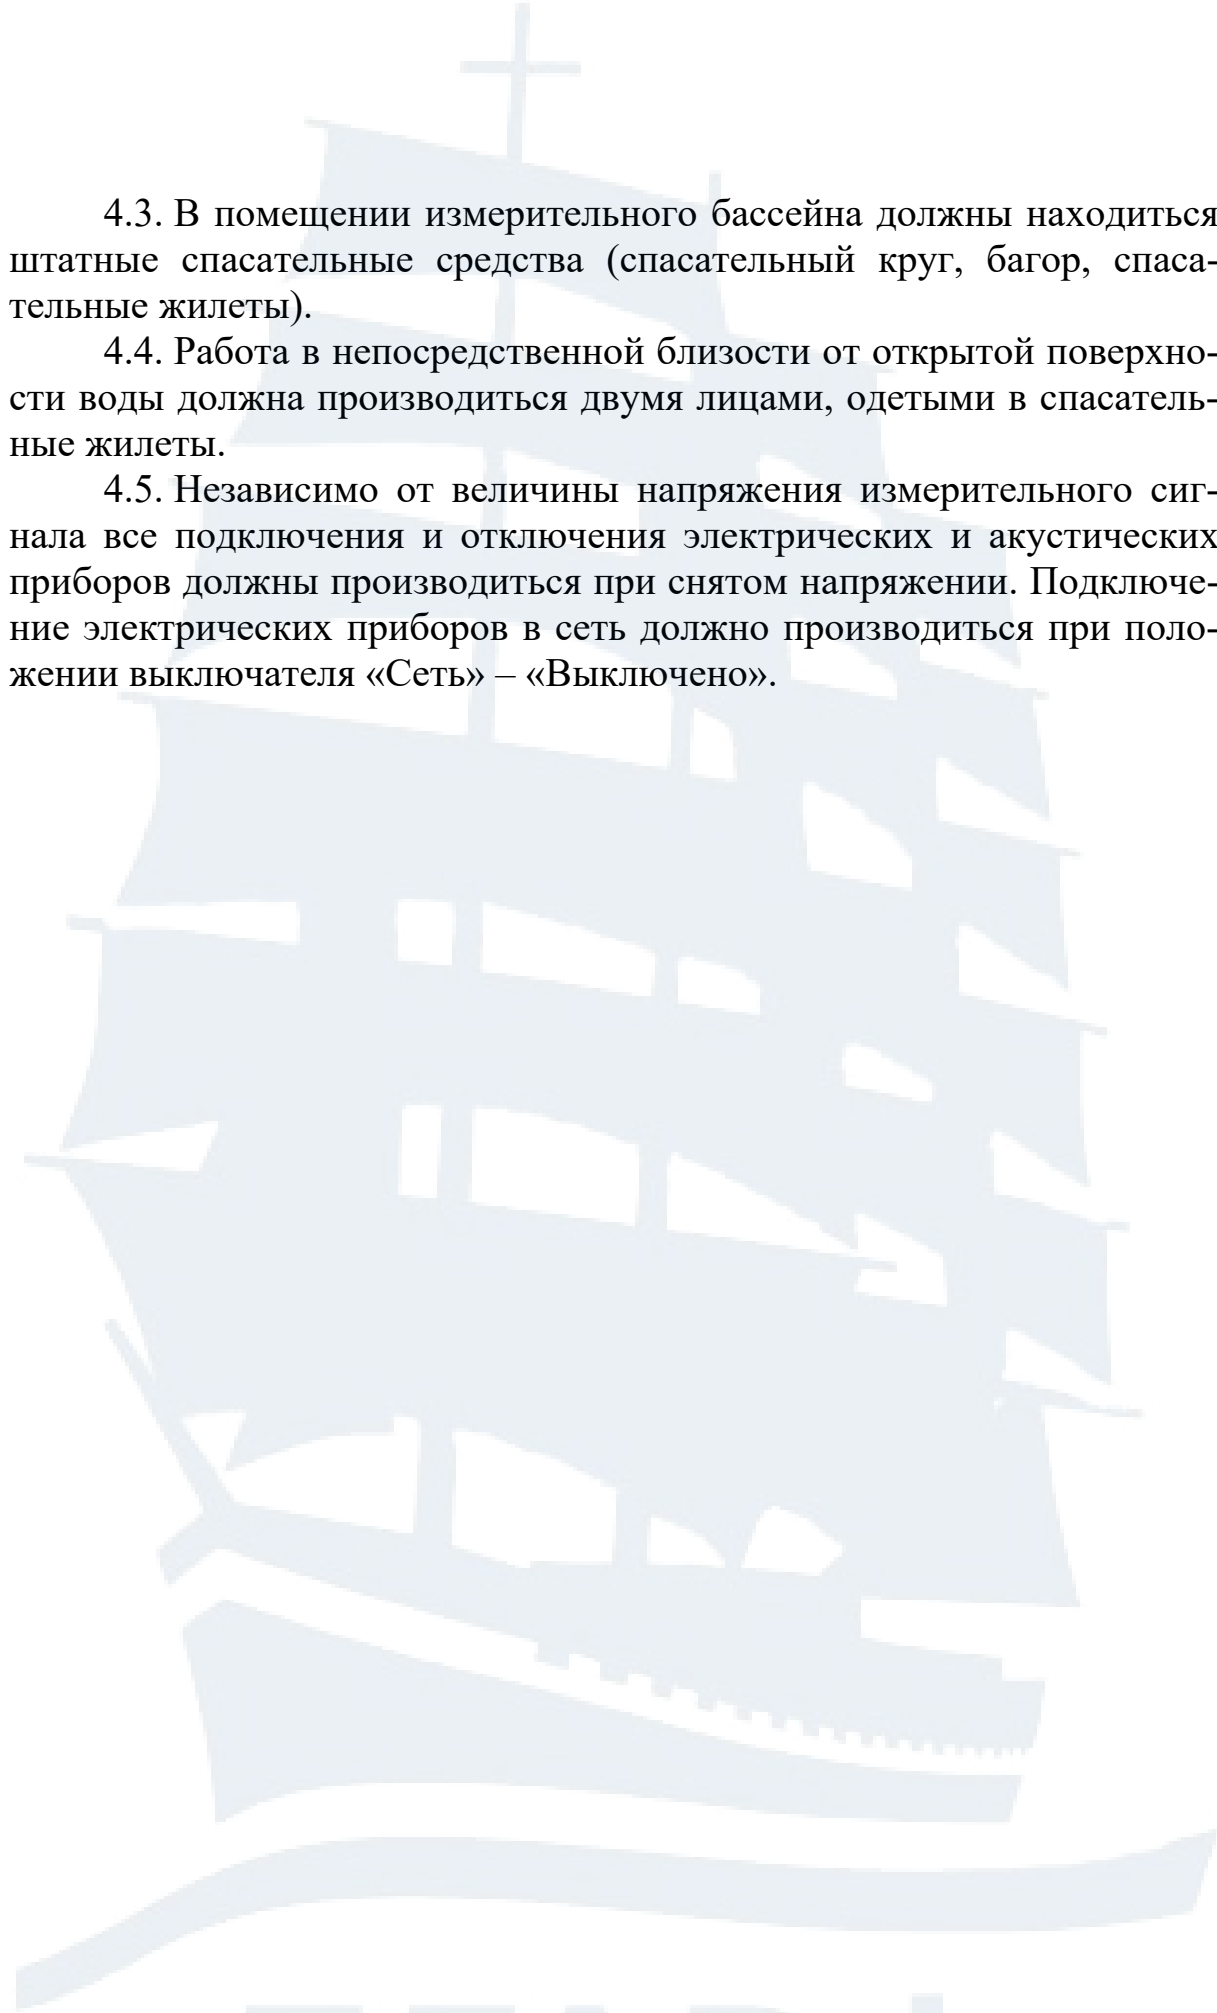 4.3. В помещении измерительного бассейна должны находиться
штатные спасательные средства (спасательный круг, багор, спаса-
тельные жилеты).
4.4. Работа в непосредственной близости от открытой поверхно-
сти воды должна производиться двумя лицами, одетыми в спасатель-
ные жилеты.
4.5. Независимо от величины напряжения измерительного сиг-
нала все подключения и отключения электрических и акустических
приборов должны производиться при снятом напряжении. Подключе-
ние электрических приборов в сеть должно производиться при поло-
жении выключателя «Сеть» – «Выключено».